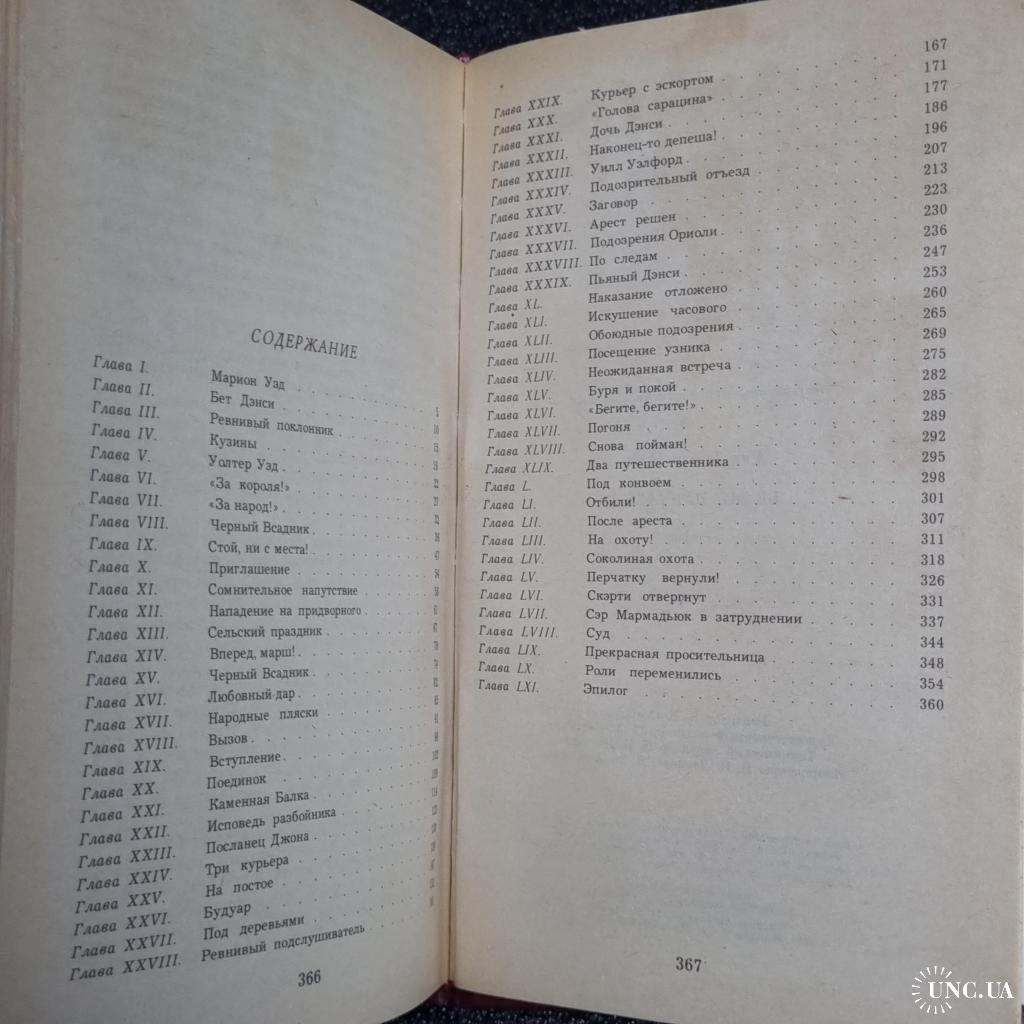 СОДЕРЖАНИЕ
Глава I. Марион Уэд 5
Глава II. Бет Дэнси 10
Глава III. Ревнивый поклонник 15
Глава IV. Кузины 18
Глава V. Уолтер Уэд 22
Глава VI. «За короля!» 27
Глава VII. «За народ!»
Глава VIII. Черный Всадник
Глава IX. Стой, ни с места!
Глава X. Приглашение
Глава XI. Сомнительное напутствие
Глава XII. Нападение на придворного
Глава XIII. Сельский праздник
Глава XIV. Вперед, марш!
Глава XV. Черный Всадник
Глава XVI. Любовный дар
Глава XVII. Народные пляски
Глава XVIII. Вызов
Глава XIX. Вступление
Глава XX. Поединок
Глава XXI. Каменная Балка
Глава XXII. Исповедь разбойника
Глава XXIII. Посланец Джона
Глава XXIV. Три курьера
Глава XXV. На постое
Глава XXVI. Будуар
Глава XXVII. Под деревьями
Глава XXVIII. Ревнивый подслушиватель
366
Глава XXIX. Курьер с эскортом 167
Глава XXX. «Голова сарацина» 171
Глава XXXI. Дочь Дэнси 177
Глава XXXII. Наконец-то депеша! 186
Глава XXXIII. Уилл Уэлфорд 196
Глава XXXIV. Подозрительный отъезд 207
Глава XXXV. Заговор 213
Глава XXXVI. Арест решен 223
Глава XXXVII. Подозрения Ориоли 230
Глава XXXVIII. По следам 236
Глава XXXIX. Пьяный Дэнси 247
Глава XL. Наказание отложено 253
Глава XLI. Искушение часового 260
Глава XLII. Обоюдные подозрения 265
Глава XLIII. Посещение узника 269
Глава XLIV. Неожиданная встреча 275
Глава XLV. Буря и покой 282
Глава XLVI. «Бегите, бегите!» 285
Глава XLVII. Погоня 289
Глава XLVIII. Снова пойман! 292
Глава XLIX. Два путешественника 295
Глава L. Под конвоем 298
Глава LI. Отбили! 301
Глава LII. После ареста 307
Глава LIII. На охоту! 311
Глава LIV. Соколиная охота 318
Глава LV. Перчатку вернули! 326
Глава LVI. Скэрти отвергнут 331
Глава LVII. Сэр Мармадьюк в затруднении 337
Глава LVIII. Суд 344
Глава LIX. Прекрасная просительница 348
Глава LX. Роли переменились 354
Глава LXI. Эпилог 360
367
UNC.UA